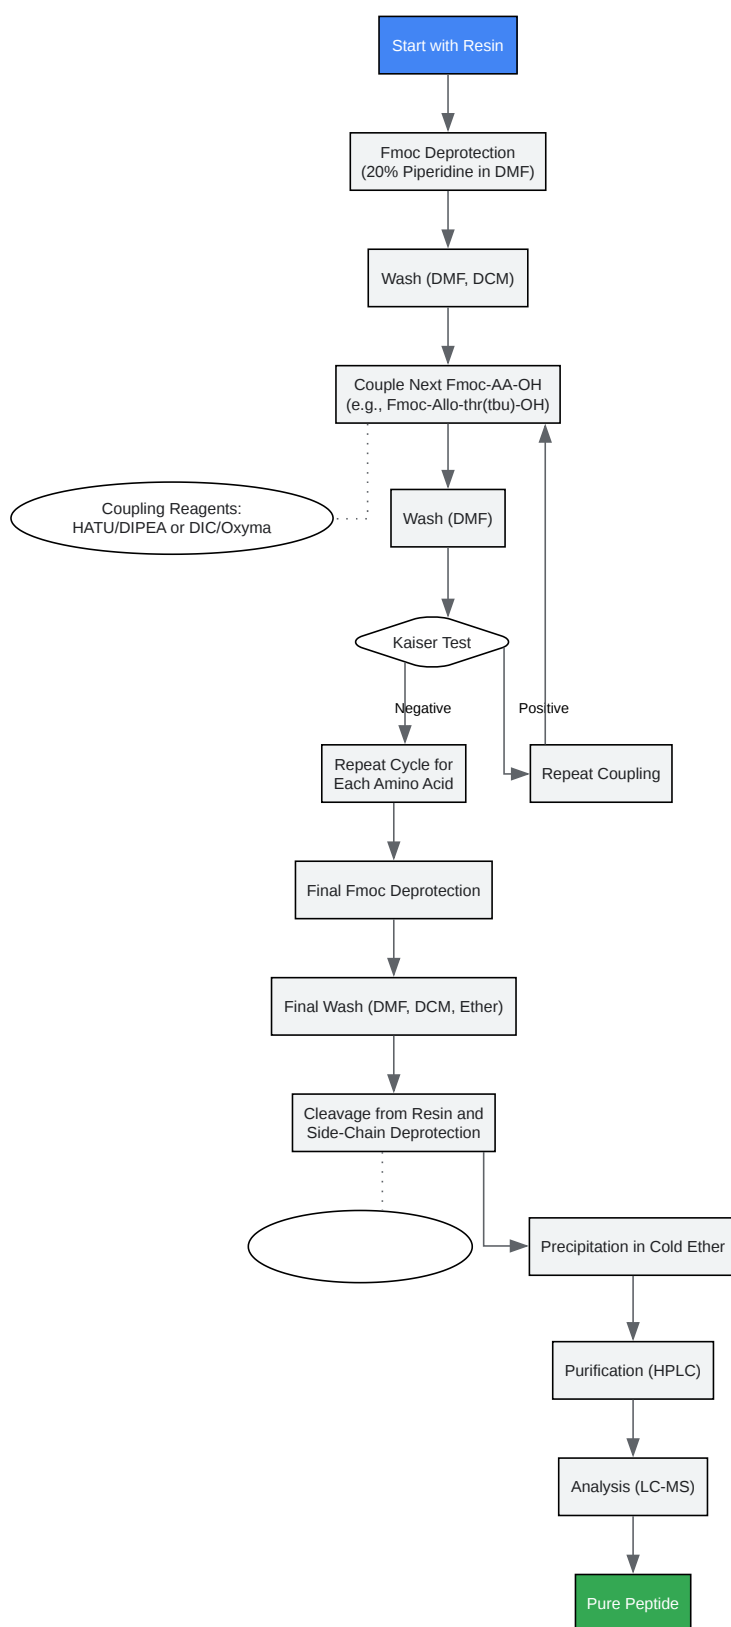 Start with Resin
Fmoc Deprotection
(20% Piperidine in DMF)
Wash (DMF, DCM)
Couple Next Fmoc-AA-OH
(e.g., Fmoc-Allo-thr(tbu)-OH)
Coupling Reagents:
HATU/DIPEA or DIC/Oxyma
Wash (DMF)
Kaiser Test
Negative
Positive
Repeat Cycle for
Each Amino Acid
Repeat Coupling
Final Fmoc Deprotection
Final Wash (DMF, DCM, Ether)
Cleavage from Resin and
Side-Chain Deprotection
Precipitation in Cold Ether
Purification (HPLC)
Analysis (LC-MS)
Pure Peptide